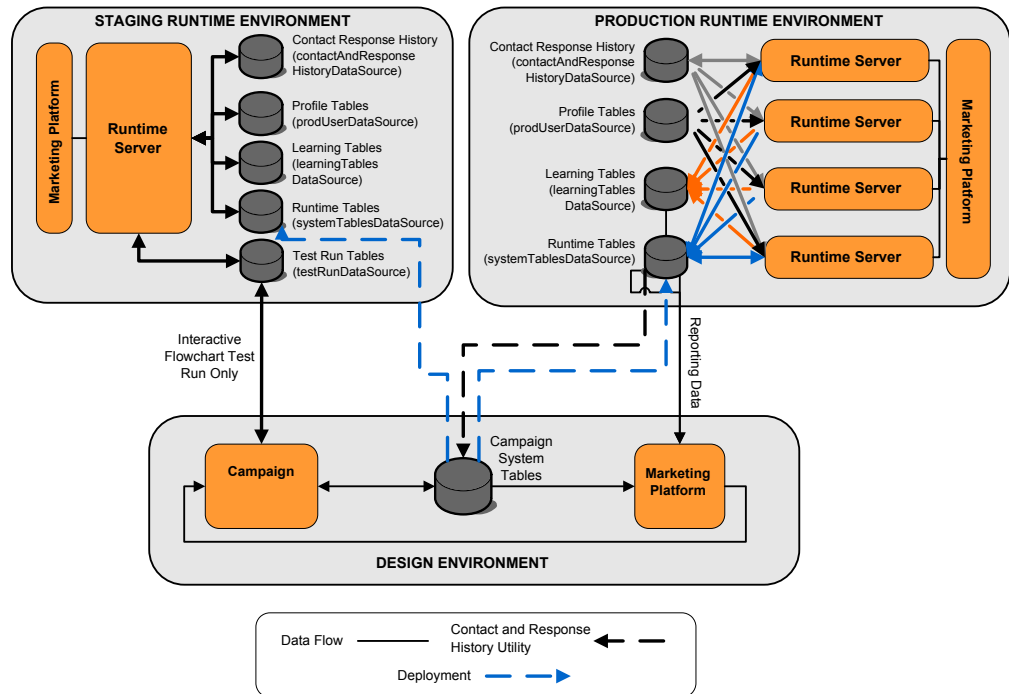 STAGING RUNTIME ENVIRONMENT
Marketing Platform
Runtime
Server
Contact Response History
(contactAndResponse
HistoryDataSource)
Profile Tables
(prodUserDataSource)
Learning Tables
(learningTables
DataSource)
Runtime Tables
(systemTablesDataSource)
Test Run Tables
(testRunDataSource)
PRODUCTION RUNTIME ENVIRONMENT
Contact Response History
(contactAndResponse
HistoryDataSource)
Profile Tables
(prodUserDataSource)
Learning Tables
(learningTables
DataSource)
Runtime Tables
(systemTablesDataSource)
Runtime Server
Runtime Server
Runtime Server
Runtime Server
Marketing Platform
Interactive
Flowchart Test
Run Only
Reporting Data
Campaign
Campaign
System
Tables
Marketing
Platform
DESIGN ENVIRONMENT
Data Flow
Contact and Response
History Utility
Deployment